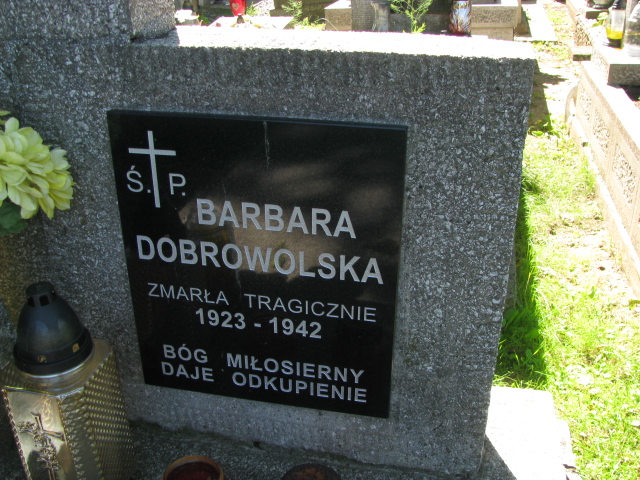 Ś. P.
BARBARA
DOBROWOLSKA
ZMARŁA TRAGICZNIE
1923 - 1942
BÓG MIŁOSIERNY
DAJE ODKUPIENIE